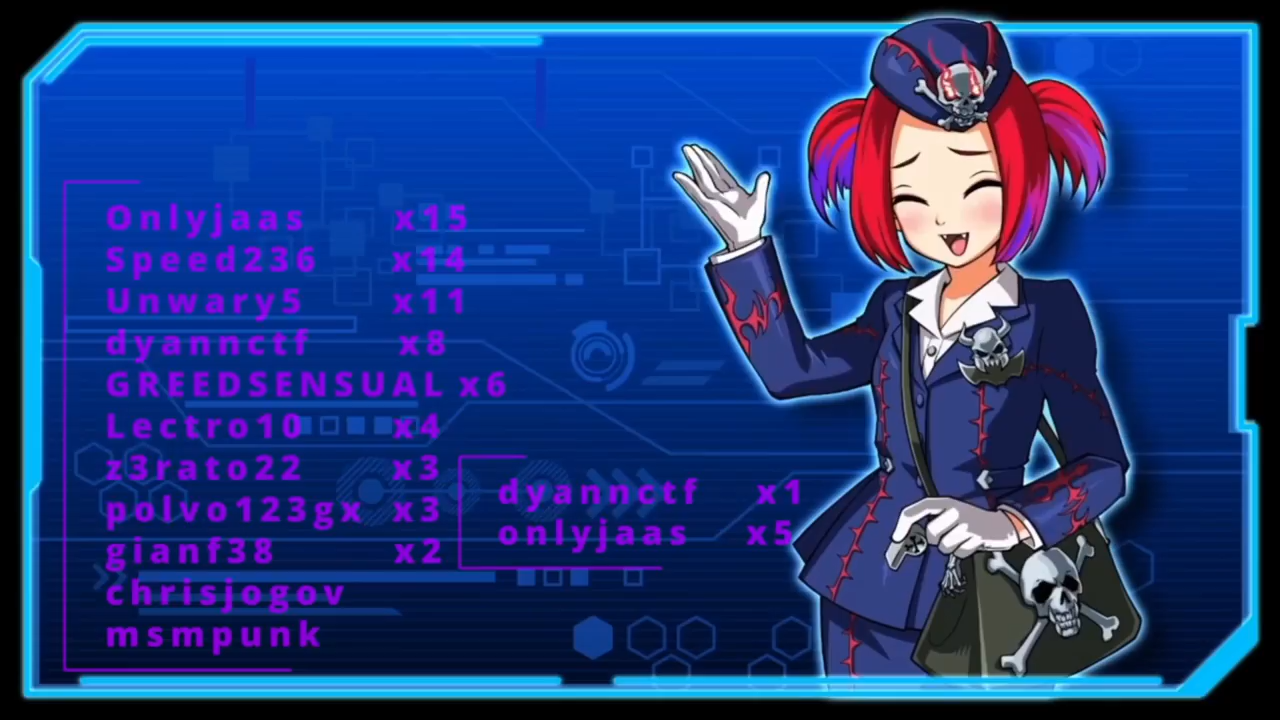 Onlyjaas x15
Speed236 x14
Unwary5 x11
dyannctf x8
GREEDSENSUAL x6
Lectro10 x4
z3rato22 x3
polvo123gx x3
gianf38 x2
chrisjogov
msmpunk
dyannctf x1
onlyjaas x5